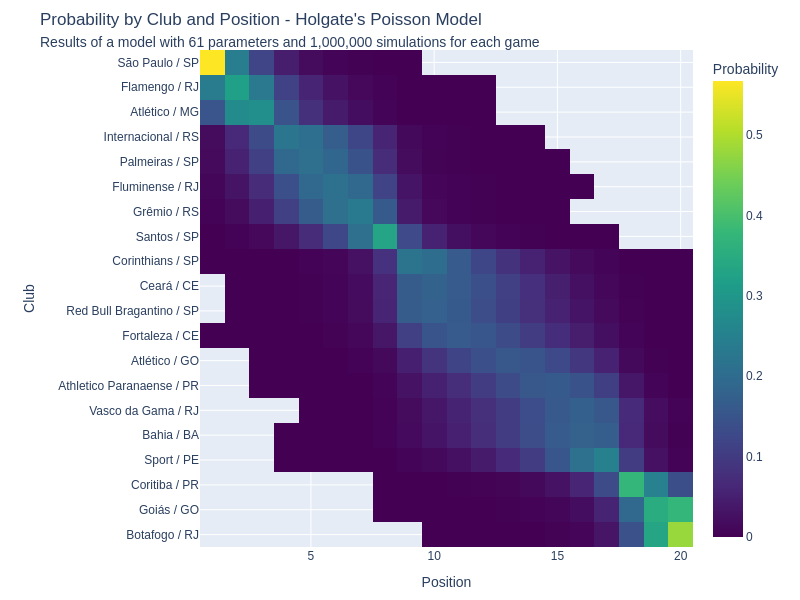 Probability by Club and Position - Holgate's Poisson Model
Results of a model with 61 parameters and 1,000,000 simulations for each game
São Paulo / SP
Flamengo / RJ
Atlético / MG
Internacional / RS
Palmeiras / SP
Fluminense / RJ
Grêmio / RS
Santos / SP
Corinthians / SP
Ceará / CE
Red Bull Bragantino / SP
Fortaleza / CE
Atlético / GO
Athletico Paranaense / PR
Vasco da Gama / RJ
Bahia / BA
Sport / PE
Coritiba / PR
Goiás / GO
Botafogo / RJ
Club
5
10
15
20
Position
Probability
0.5
0.4
0.3
0.2
0.1
0